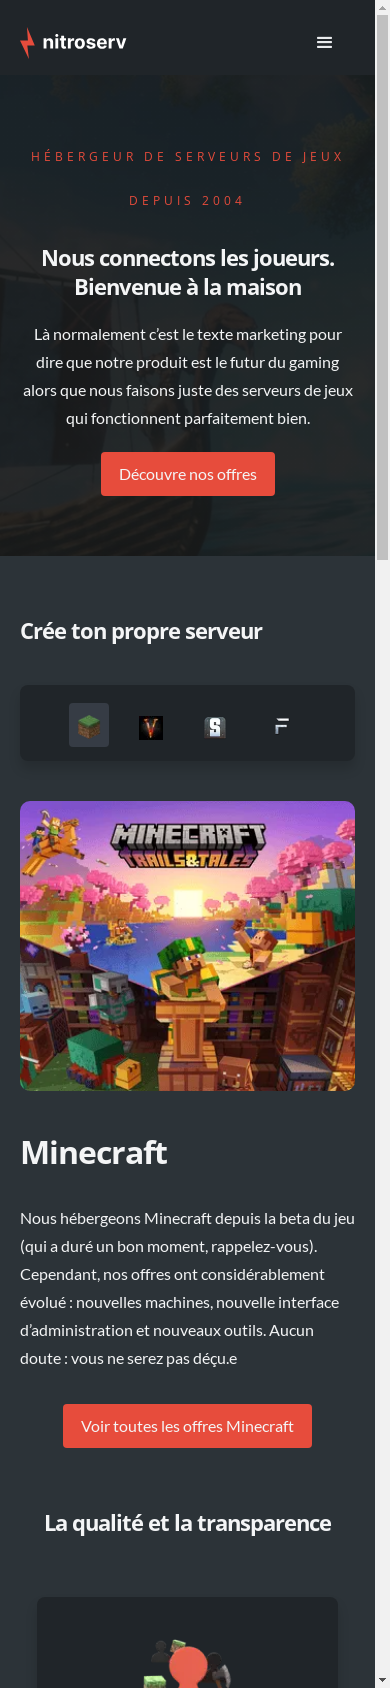 nitroserv
HÉBERGEUR DE SERVEURS DE JEUX
DEPUIS 2004
Nous connectons les joueurs.
Bienvenue à la maison
Là normalement c’est le texte marketing pour
dire que notre produit est le futur du gaming
alors que nous faisons juste des serveurs de jeux
qui fonctionnent parfaitement bien.
Découvre nos offres
Crée ton propre serveur
MINECRAFT
TRAILS & TALES
Minecraft
Nous hébergeons Minecraft depuis la beta du jeu
(qui a duré un bon moment, rappelez-vous).
Cependant, nos offres ont considérablement
évolué : nouvelles machines, nouvelle interface
d’administration et nouveaux outils. Aucun
doute : vous ne serez pas déçu.e
Voir toutes les offres Minecraft
La qualité et la transparence